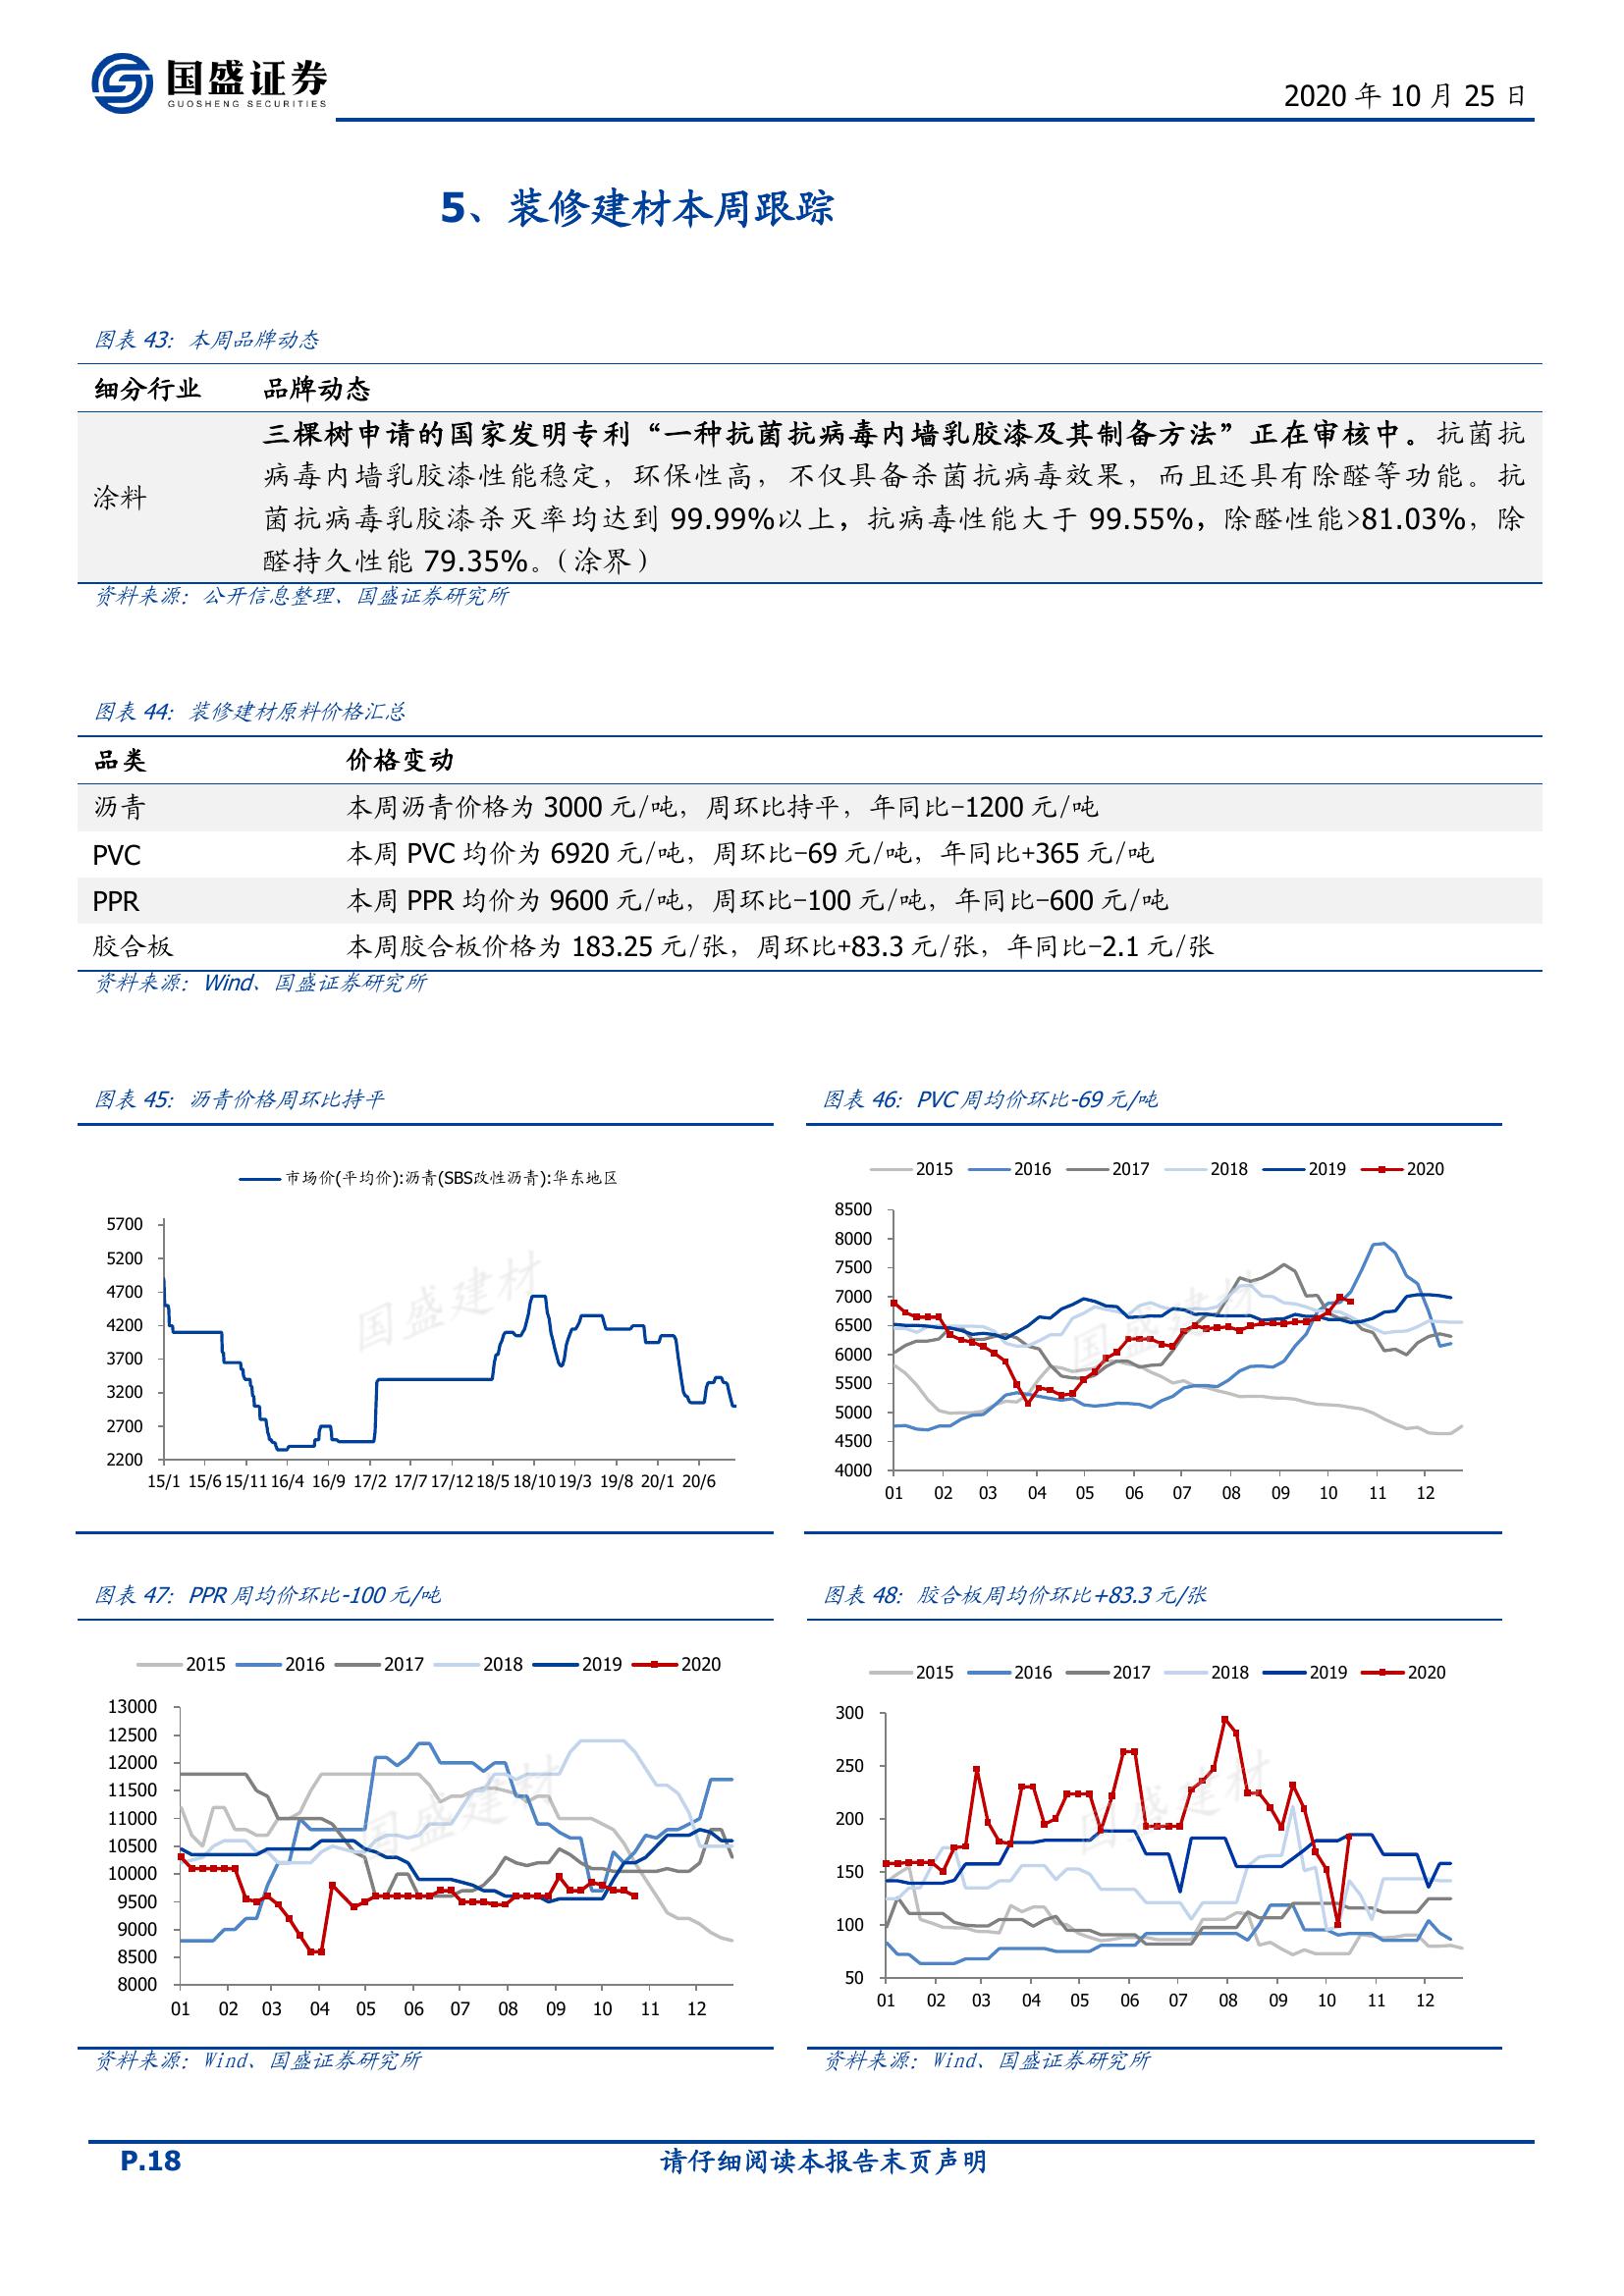 国盛证券
GUOSHENG SECURITIES
2020 年 10 月 25 日
5、装修建材本周跟踪
图表 43：本周品牌动态
细分行业 品牌动态
三棵树申请的国家发明专利“一种抗菌抗病毒内墙乳胶漆及其制备方法”正在审核中。抗菌抗
病毒内墙乳胶漆性能稳定，环保性高，不仅具备杀菌抗病毒效果，而且还具有除醛等功能。抗
涂料
菌抗病毒乳胶漆杀灭率均达到 99.99%以上，抗病毒性能大于 99.55%，除醛性能>81.03%，除
醛持久性能 79.35%。（涂界）
资料来源：公开信息整理、国盛证券研究所
图表 44：装修建材原料价格汇总
品类 价格变动
沥青 本周沥青价格为 3000 元/吨，周环比持平，年同比-1200 元/吨
PVC 本周 PVC 均价为 6920 元/吨，周环比-69 元/吨，年同比+365 元/吨
PPR 本周 PPR 均价为 9600 元/吨，周环比-100 元/吨，年同比-600 元/吨
胶合板 本周胶合板价格为 183.25 元/张，周环比+83.3 元/张，年同比-2.1 元/张
资料来源：Wind、国盛证券研究所
图表 45：沥青价格周环比持平
市场价(平均价):沥青(SBS改性沥青):华东地区
5700
5200
4700
4200
3700
3200
2700
2200
15/1 15/6 15/11 16/4 16/9 17/2 17/7 17/12 18/5 18/10 19/3 19/8 20/1 20/6
国盛建材
图表 46：PVC 周均价环比-69 元/吨
2015 2016 2017 2018 2019 2020
8500
8000
7500
7000
6500
6000
5500
5000
4500
4000
01 02 03 04 05 06 07 08 09 10 11 12
国盛建材
图表 47：PPR 周均价环比-100 元/吨
2015 2016 2017 2018 2019 2020
13000
12500
12000
11500
11000
10500
10000
9500
9000
8500
8000
01 02 03 04 05 06 07 08 09 10 11 12
国盛建材
资料来源：Wind、国盛证券研究所
图表 48：胶合板周均价环比+83.3 元/张
2015 2016 2017 2018 2019 2020
300
250
200
150
100
50
01 02 03 04 05 06 07 08 09 10 11 12
国盛建材
资料来源：Wind、国盛证券研究所
P.18 请仔细阅读本报告末页声明